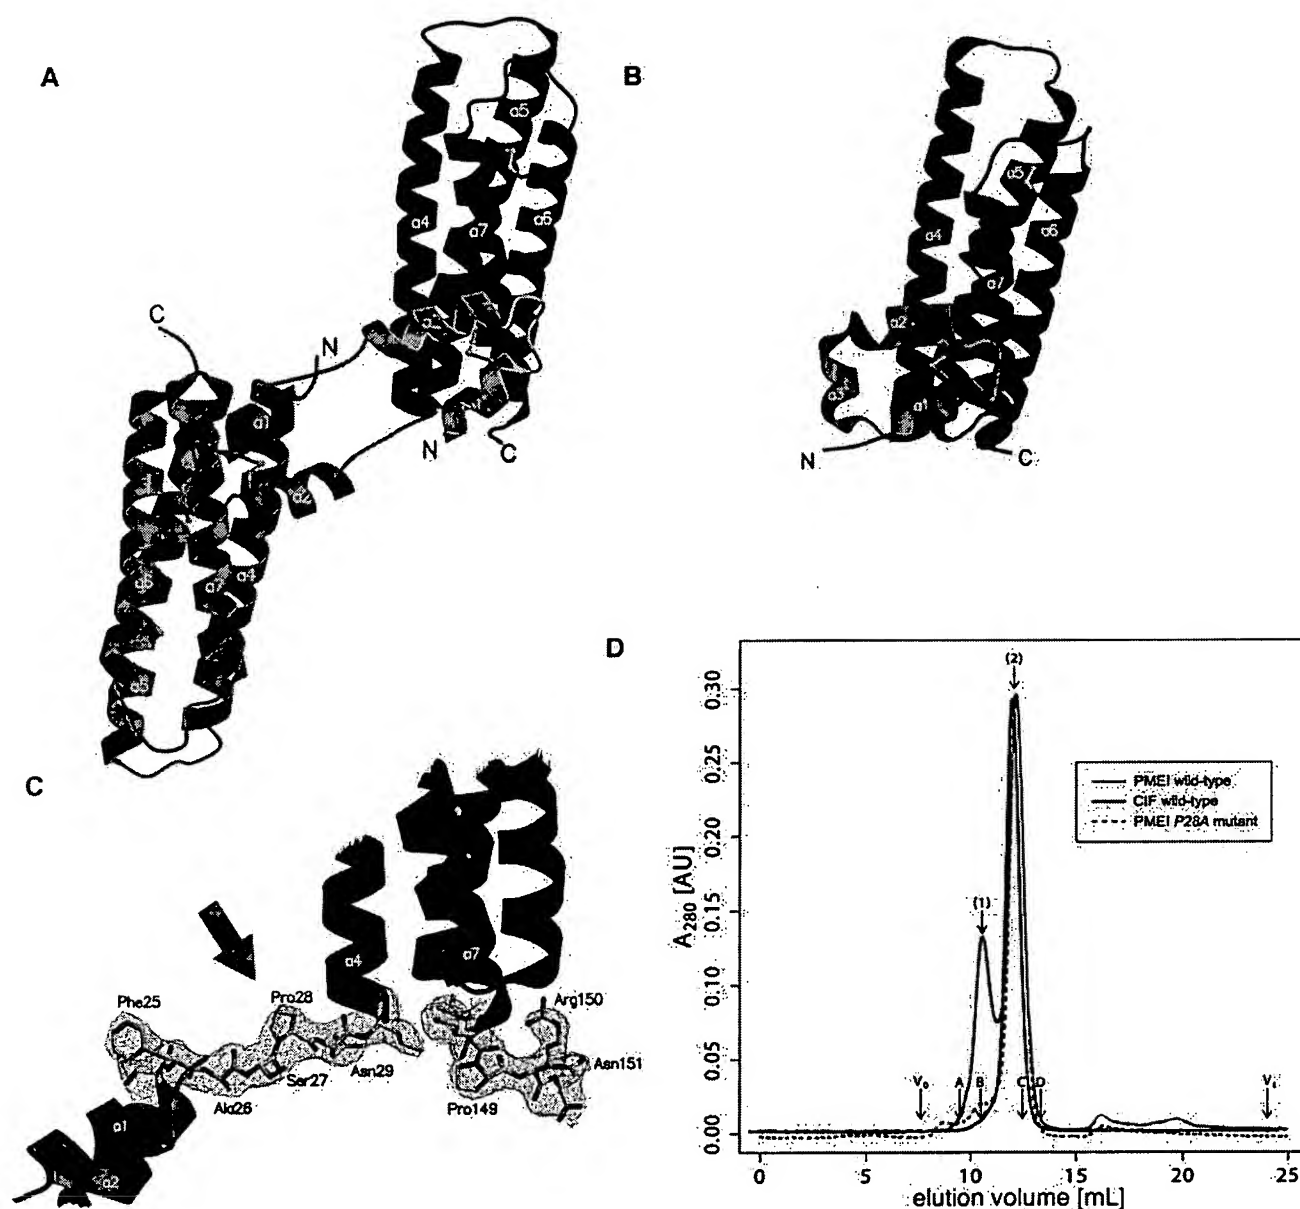 A
α5
α4
α7
α6
C
N
α1
N
C
α2
α7
α4
α5
B
α5
α4
α6
α7
α2
α3
α1
N
C
C
α4
α7
Phe25
Pro28
Arg150
Asn151
Ser27
Asn29
Ala26
Pro149
α1
α2
D
(2)
(1)
PMEI wild-type
CIF wild-type
PMEI P28A mutant
0.30
0.25
0.20
0.15
0.10
0.05
0.00
A280 [AU]
V0 A B C D
0 5 10 15 20 25
elution volume [mL]